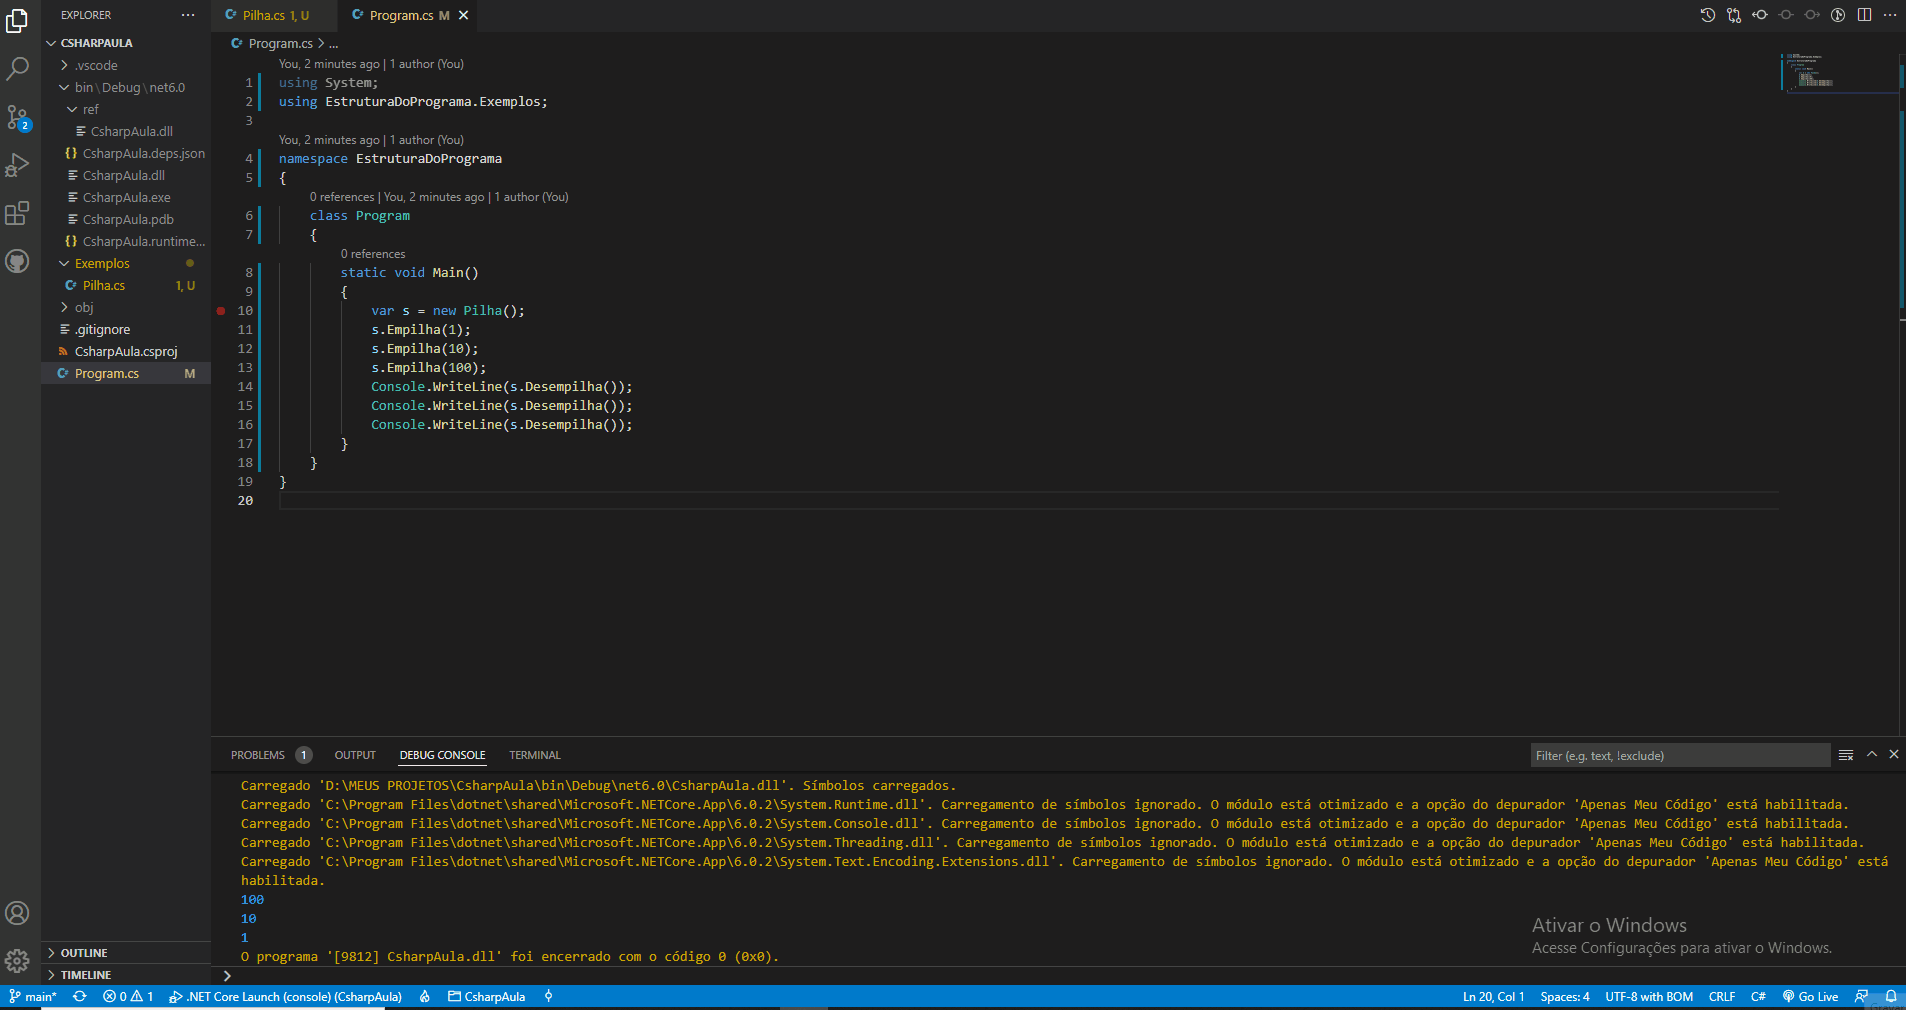 EXPLORER
CSHARPAULA
.vscode
bin\Debug\net6.0
ref
CsharpAula.dll
CsharpAula.deps.json
CsharpAula.dll
CsharpAula.exe
CsharpAula.pdb
CsharpAula.runtime...
Exemplos
Pilha.cs 1, U
obj
.gitignore
CsharpAula.csproj
Program.cs M
OUTLINE
TIMELINE
2
Pilha.cs 1, U
Program.cs M
Program.cs > ...
You, 2 minutes ago | 1 author (You)
1 using System;
2 using EstruturaDoPrograma.Exemplos;
3
You, 2 minutes ago | 1 author (You)
4 namespace EstruturaDoPrograma
5 {
0 references | You, 2 minutes ago | 1 author (You)
6 class Program
7 {
0 references
8 static void Main()
9 {
10 var s = new Pilha();
11 s.Empilha(1);
12 s.Empilha(10);
13 s.Empilha(100);
14 Console.WriteLine(s.Desempilha());
15 Console.WriteLine(s.Desempilha());
16 Console.WriteLine(s.Desempilha());
17 }
18 }
19 }
20
PROBLEMS 1 OUTPUT DEBUG CONSOLE TERMINAL
Filter (e.g. text, !exclude)
Carregado 'D:\MEUS PROJETOS\CsharpAula\bin\Debug\net6.0\CsharpAula.dll'. Símbolos carregados.
Carregado 'C:\Program Files\dotnet\shared\Microsoft.NETCore.App\6.0.2\System.Runtime.dll'. Carregamento de símbolos ignorado. O módulo está otimizado e a opção do depurador 'Apenas Meu Código' está habilitada.
Carregado 'C:\Program Files\dotnet\shared\Microsoft.NETCore.App\6.0.2\System.Console.dll'. Carregamento de símbolos ignorado. O módulo está otimizado e a opção do depurador 'Apenas Meu Código' está habilitada.
Carregado 'C:\Program Files\dotnet\shared\Microsoft.NETCore.App\6.0.2\System.Threading.dll'. Carregamento de símbolos ignorado. O módulo está otimizado e a opção do depurador 'Apenas Meu Código' está habilitada.
Carregado 'C:\Program Files\dotnet\shared\Microsoft.NETCore.App\6.0.2\System.Text.Encoding.Extensions.dll'. Carregamento de símbolos ignorado. O módulo está otimizado e a opção do depurador 'Apenas Meu Código' está
habilitada.
100
10
1
O programa '[9812] CsharpAula.dll' foi encerrado com o código 0 (0x0).
Ativar o Windows
Acesse Configurações para ativar o Windows.
main* 0 1 .NET Core Launch (console) (CsharpAula) CsharpAula Ln 20, Col 1 Spaces: 4 UTF-8 with BOM CRLF C# Go Live